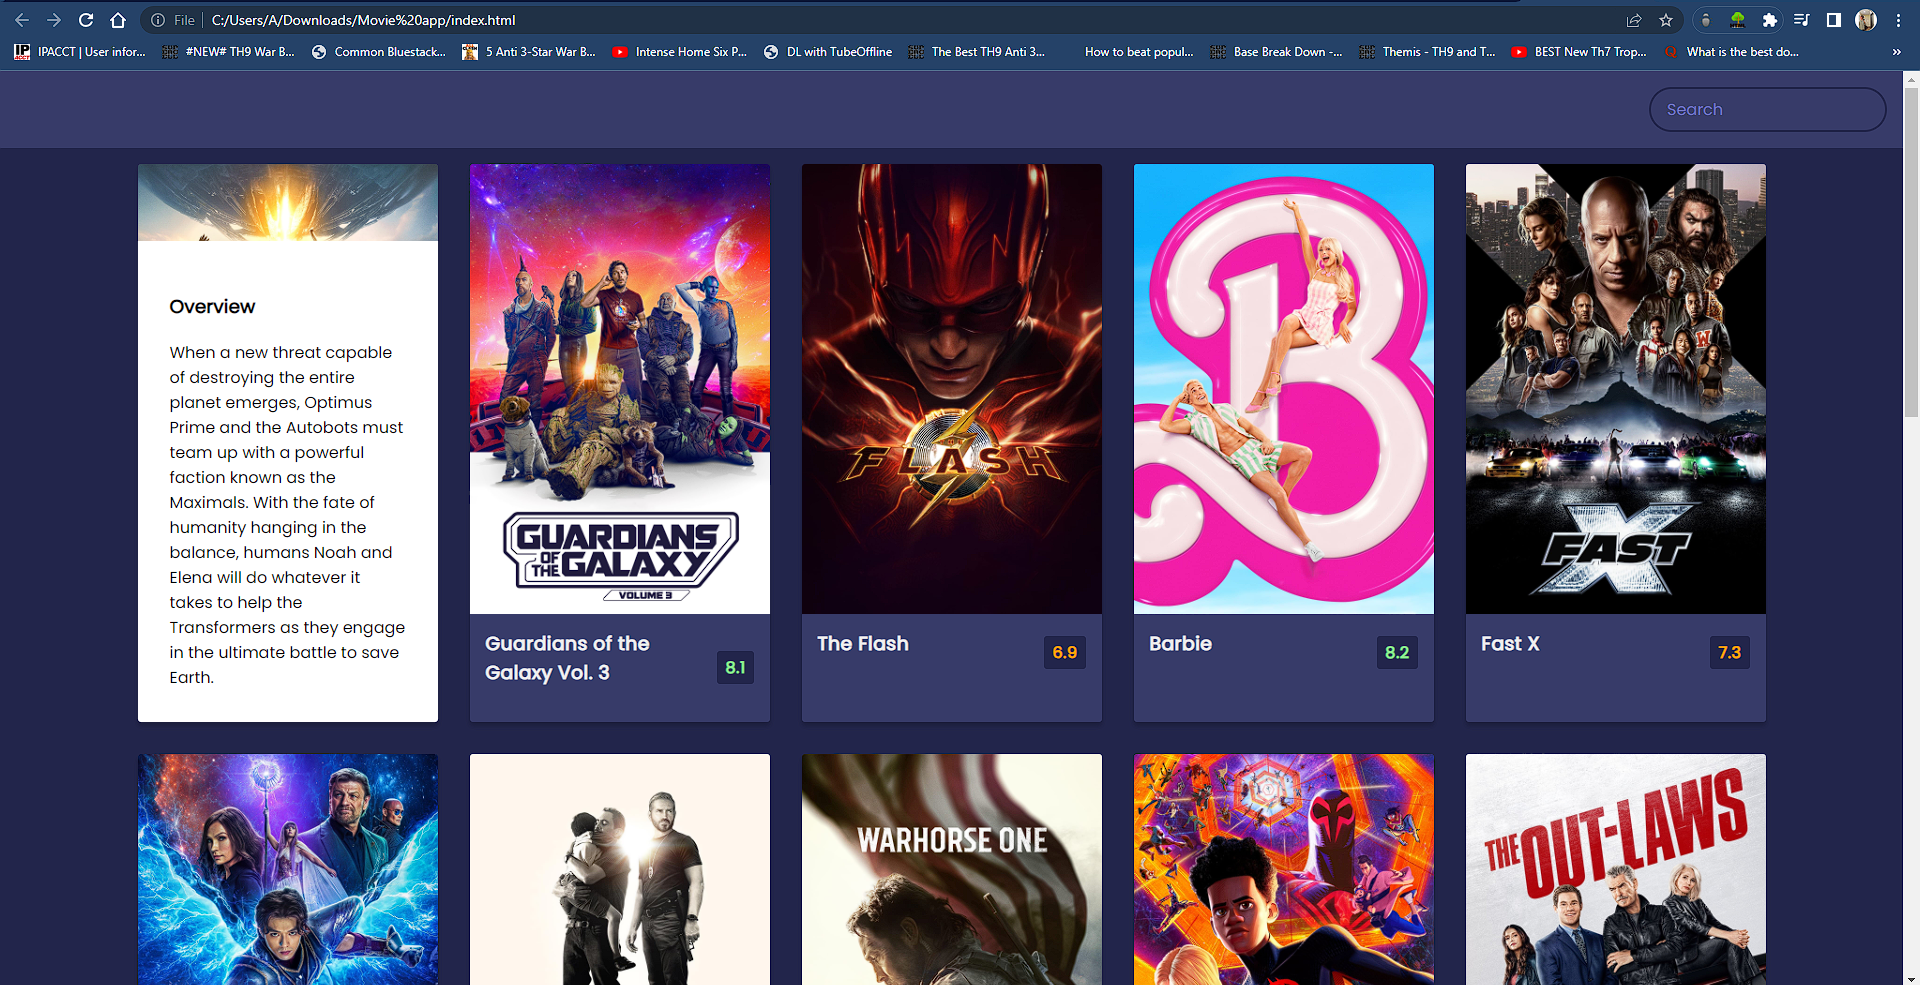 File C:/Users/A/Downloads/Movie%20app/index.html
IPACCT | User infor... #NEW# TH9 War B... Common Bluestack... 5 Anti 3-Star War B... Intense Home Six P... DL with TubeOffline The Best TH9 Anti 3... How to beat popul... Base Break Down -... Themis - TH9 and T... BEST New Th7 Trop... What is the best do...
Search
Overview
When a new threat capable
of destroying the entire
planet emerges, Optimus
Prime and the Autobots must
team up with a powerful
faction known as the
Maximals. With the fate of
humanity hanging in the
balance, humans Noah and
Elena will do whatever it
takes to help the
Transformers as they engage
in the ultimate battle to save
Earth.
GUARDIANS
OF THE GALAXY
VOLUME 3
Guardians of the
Galaxy Vol. 3
8.1
FLASH
The Flash
6.9
B
Barbie
8.2
FAST X
Fast X
7.3
WARHORSE ONE
THE OUT-LAWS